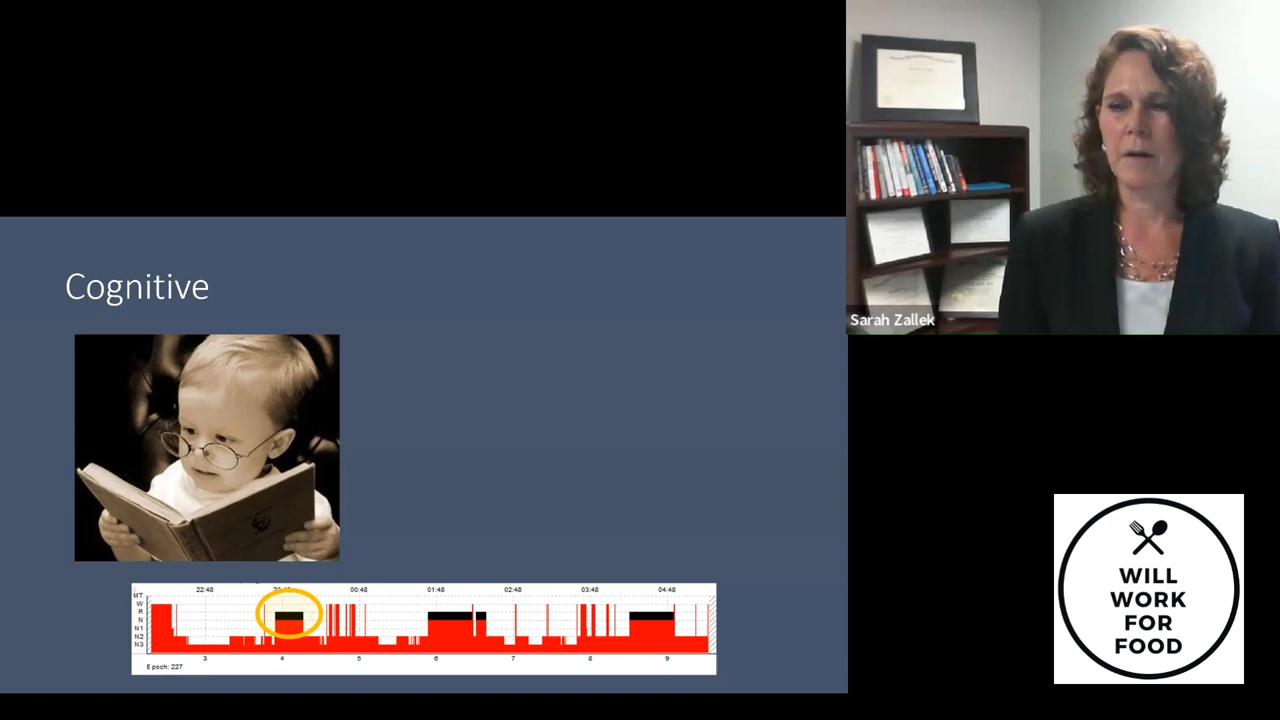 Cognitive
22:48
00:48
01:48
02:48
03:48
04:48
MT
W
R
N
N1
N2
N3
3
4
5
6
7
8
9
Epoch: 227
Sarah Zallek
WILL
WORK
FOR
FOOD